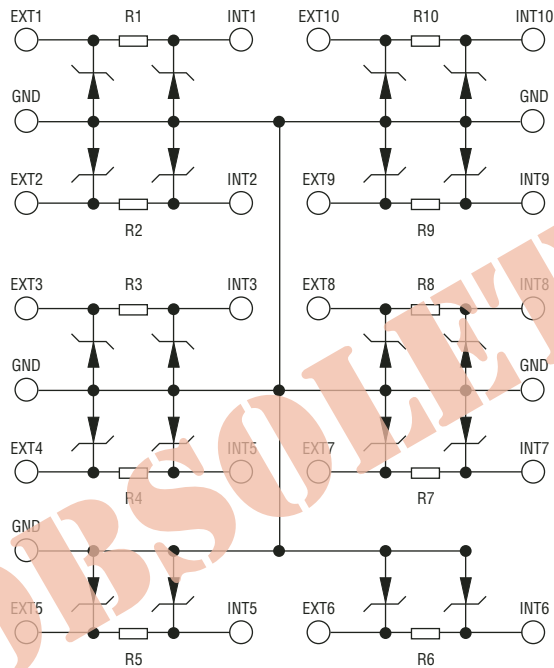 EXT1 R1 INT1 EXT10 R10 INT10
GND GND
EXT2 INT2 EXT9 INT9
R2 R9
EXT3 R3 INT3 EXT8 R8 INT8
GND GND
EXT4 INT5 EXT7 INT7
R4 R7
GND
EXT5 INT5 EXT6 INT6
R5 R6
OBSOLETE